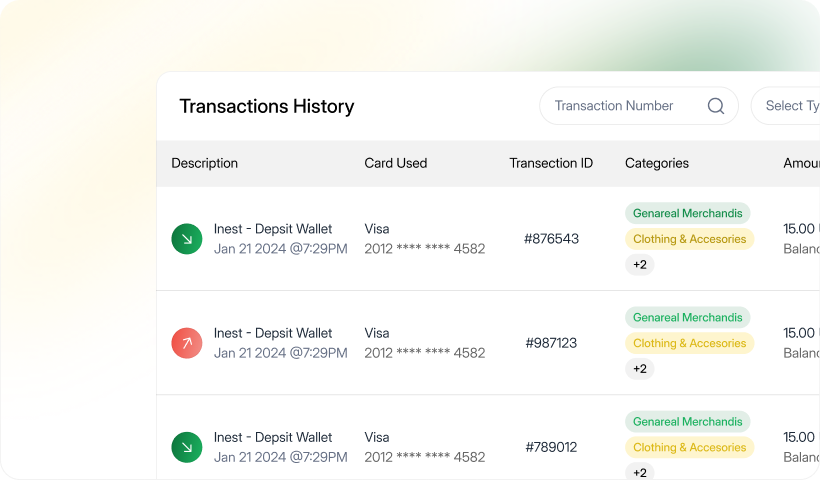 Transactions History
Transaction Number
Select Ty
Description Card Used Transection ID Categories Amou
Inest - Depsit Wallet
Jan 21 2024 @7:29PM
Visa
2012 **** **** 4582
#876543
Genareal Merchandis
Clothing & Accesories
+2
15.00
Balanc
Inest - Depsit Wallet
Jan 21 2024 @7:29PM
Visa
2012 **** **** 4582
#987123
Genareal Merchandis
Clothing & Accesories
+2
15.00
Balanc
Inest - Depsit Wallet
Jan 21 2024 @7:29PM
Visa
2012 **** **** 4582
#789012
Genareal Merchandis
Clothing & Accesories
+2
15.00
Balanc